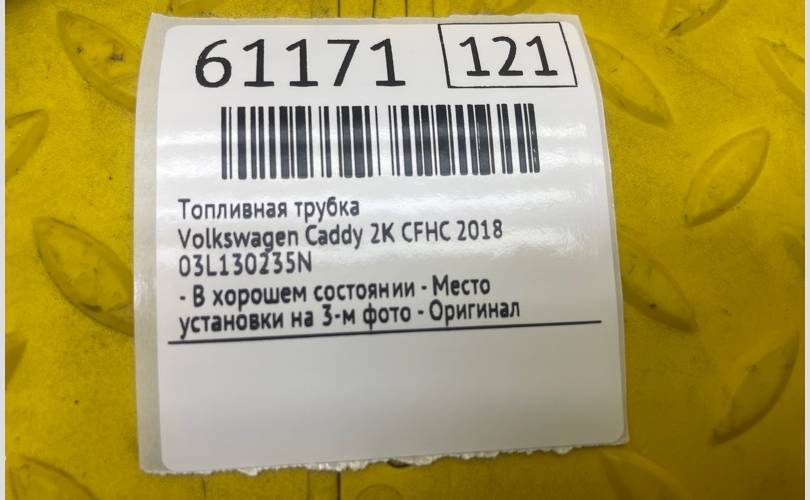 61171 121
Топливная трубка
Volkswagen Caddy 2K CFHC 2018
03L130235N
- В хорошем состоянии - Место
установки на 3-м фото - Оригинал